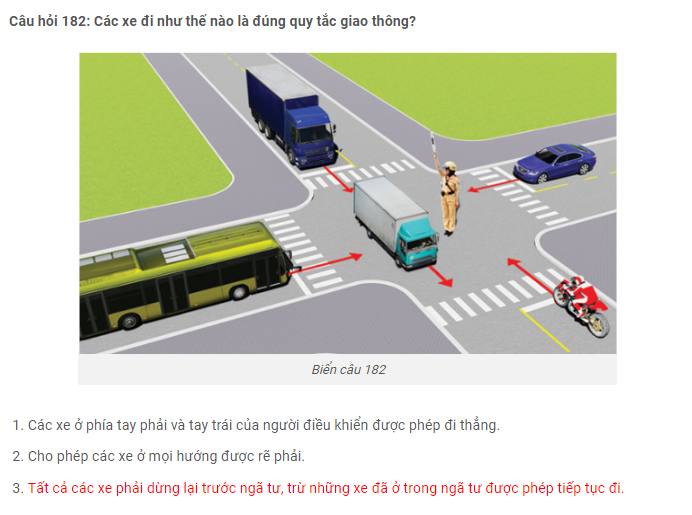 Câu hỏi 182: Các xe đi như thế nào là đúng quy tắc giao thông?
Biển câu 182
1. Các xe ở phía tay phải và tay trái của người điều khiển được phép đi thẳng.
2. Cho phép các xe ở mọi hướng được rẽ phải.
3. Tất cả các xe phải dừng lại trước ngã tư, trừ những xe đã ở trong ngã tư được phép tiếp tục đi.